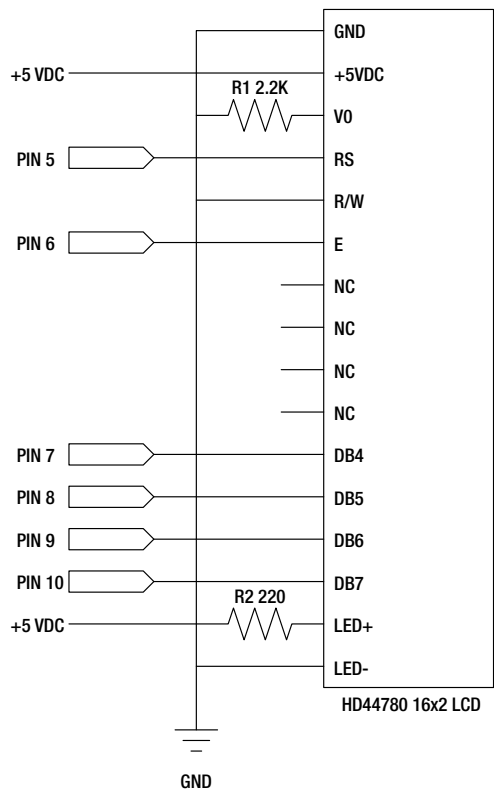 GND
+5 VDC +5VDC
R1 2.2K
V0
PIN 5 RS
R/W
PIN 6 E
NC
NC
NC
NC
PIN 7 DB4
PIN 8 DB5
PIN 9 DB6
PIN 10 DB7
R2 220
+5 VDC LED+
LED-
HD44780 16x2 LCD
GND